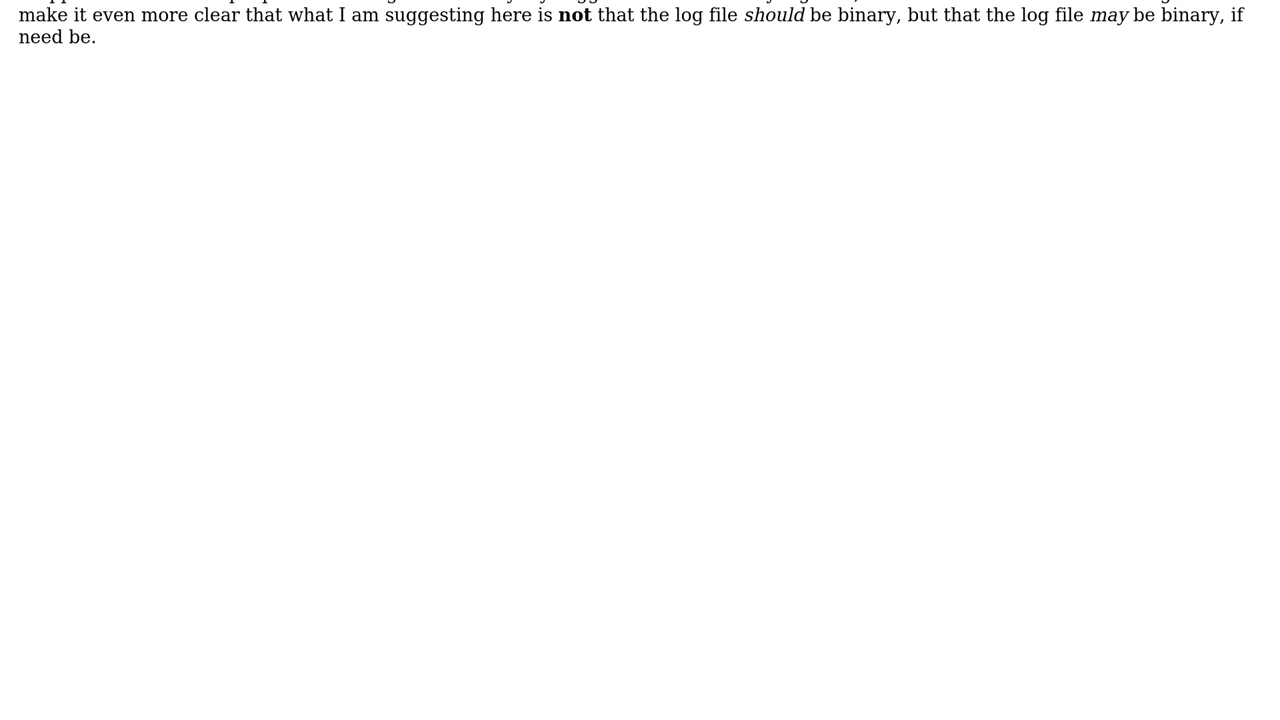 make it even more clear that what I am suggesting here is not that the log file should be binary, but that the log file may be binary, if
need be.